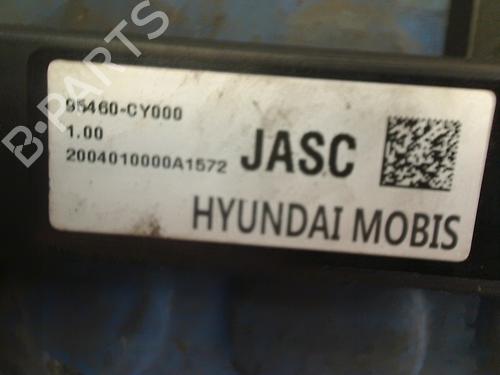 B-PARTS
95460-CY000
1.00
2004010000A1572
JASC
HYUNDAI MOBIS